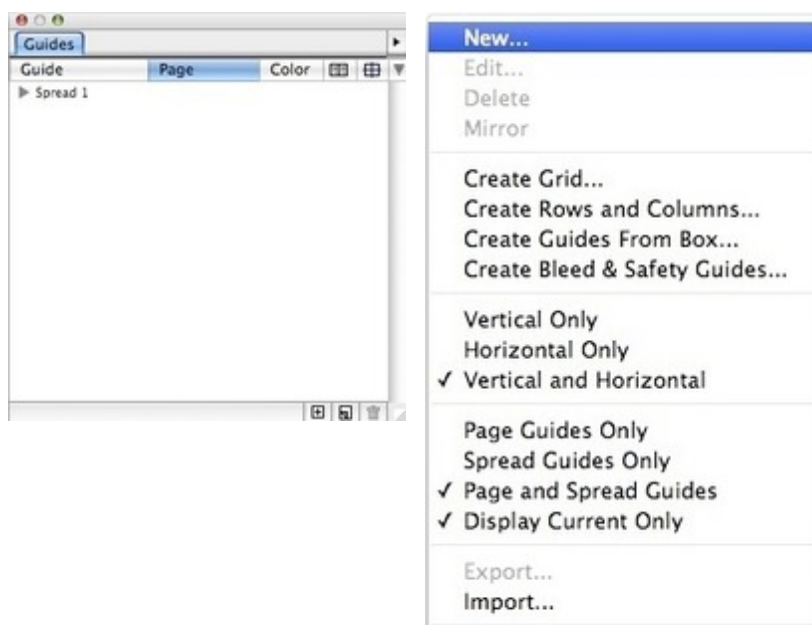 Guides
Guide Page Color
Spread 1
New...
Edit...
Delete
Mirror
Create Grid...
Create Rows and Columns...
Create Guides From Box...
Create Bleed & Safety Guides...
Vertical Only
Horizontal Only
✓ Vertical and Horizontal
Page Guides Only
Spread Guides Only
✓ Page and Spread Guides
✓ Display Current Only
Export...
Import...